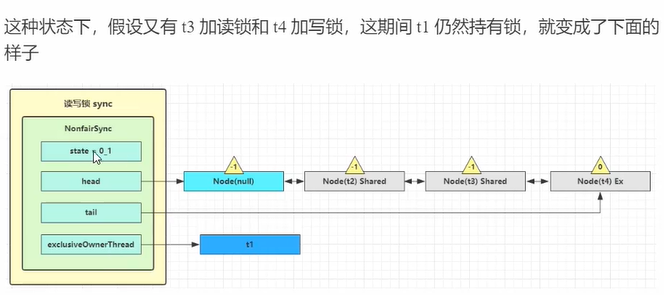 这种状态下，假设又有 t3 加读锁和 t4 加写锁，这期间 t1 仍然持有锁，就变成了下面的
样子
读写锁 sync
NonfairSync
state = 0_1
head
tail
exclusiveOwnerThread
-1
Node(null)
-1
Node(t2) Shared
-1
Node(t3) Shared
0
Node(t4) Ex
t1